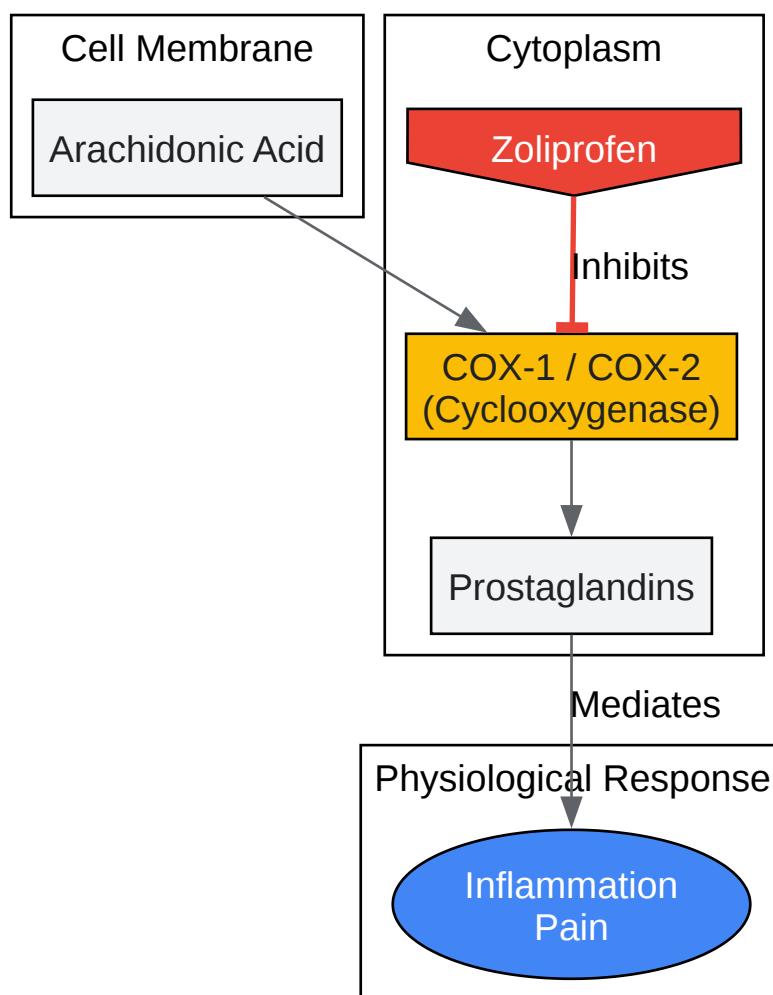 Cell Membrane
Arachidonic Acid
Cytoplasm
Zoliprofen
Inhibits
COX-1 / COX-2
(Cyclooxygenase)
Prostaglandins
Mediates
Physiological Response
Inflammation
Pain